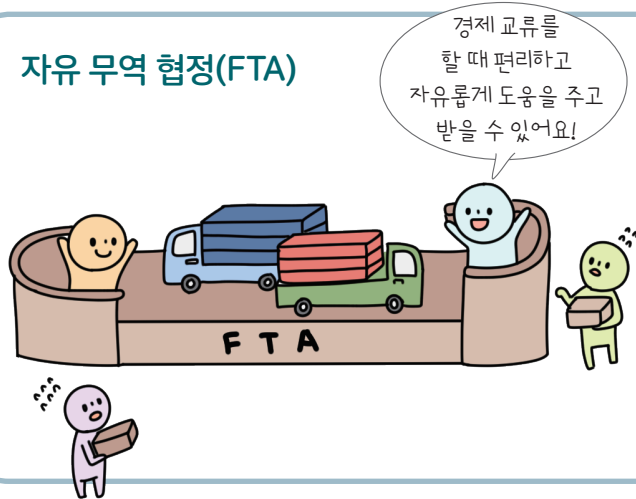 자유 무역 협정(FTA)
경제 교류를
할 때 편리하고
자유롭게 도움을 주고
받을 수 있어요!
FTA